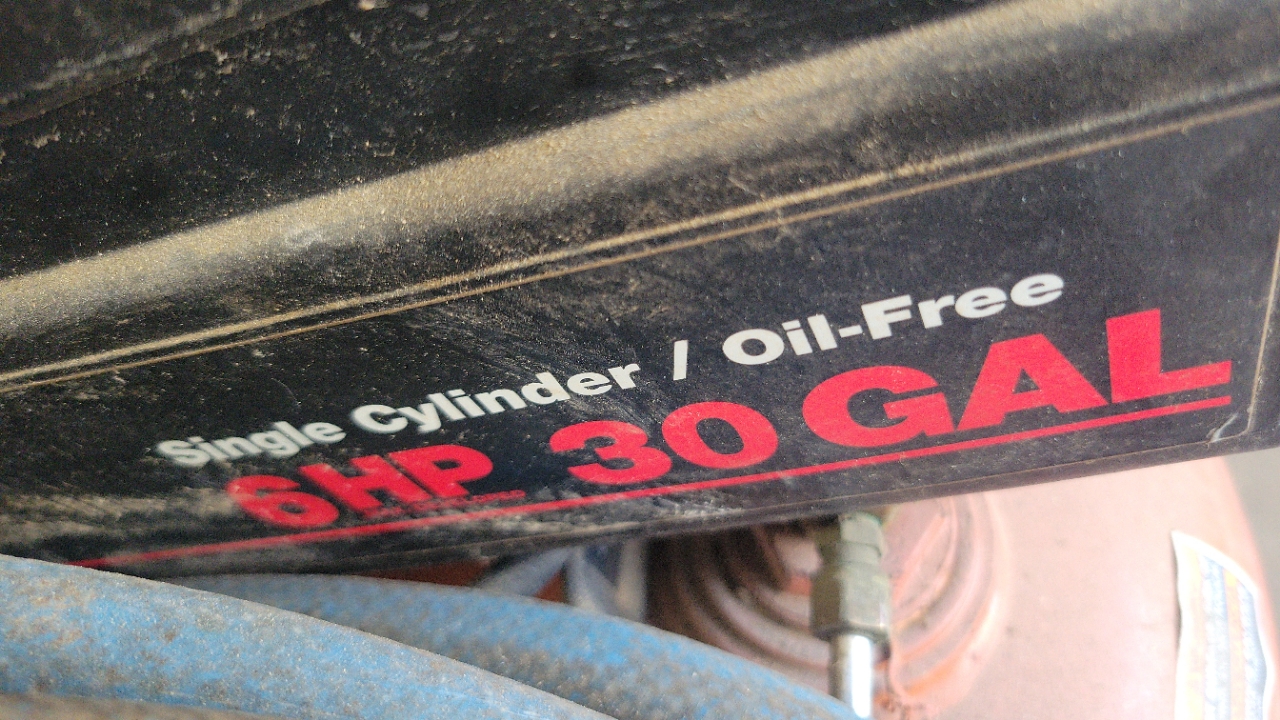 Single Cylinder / Oil-Free
6HP 30 GAL